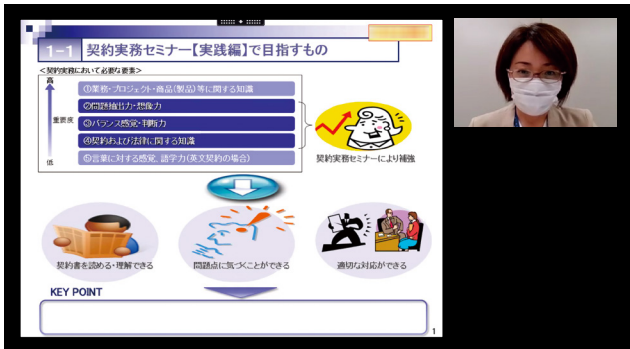 1-1 契約実務セミナー【実践編】で目指すもの
<契約実務において必要な要素>
高
①業務・プロジェクト・商品(製品)等に関する知識
②問題抽出力・想像力
重要度
③バランス感覚・判断力
④契約および法律に関する知識
低
⑤言葉に対する感覚、語学力(英文契約の場合)
契約実務セミナーにより補強
契約書を読める・理解できる
問題点に気づくことができる
適切な対応ができる
KEY POINT
1